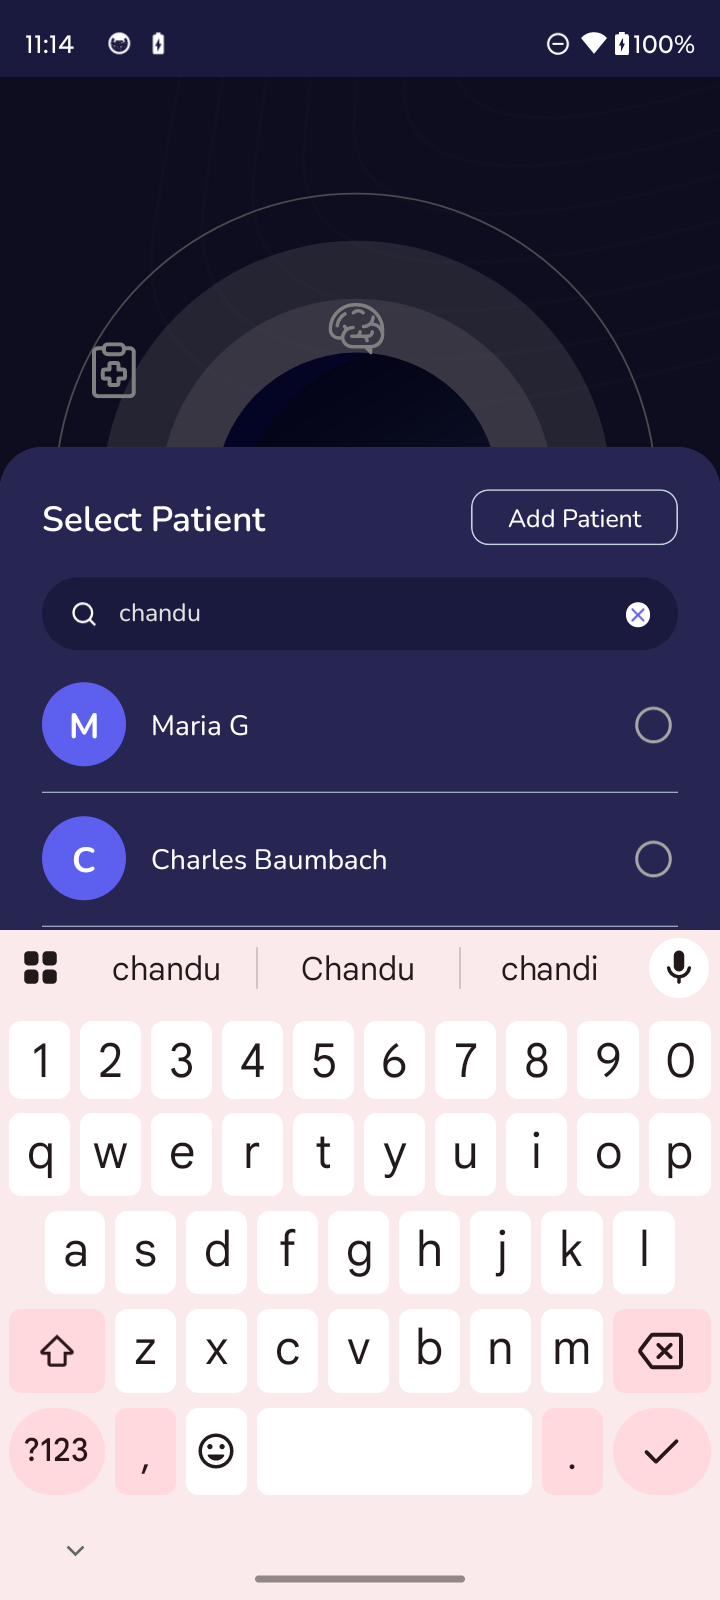 11:14 100%
Select Patient
Add Patient
chandu
M Maria G
C Charles Baumbach
chandu Chandu chandi
1 2 3 4 5 6 7 8 9 0
q w e r t y u i o p
a s d f g h j k l
z x c v b n m
?123 , .